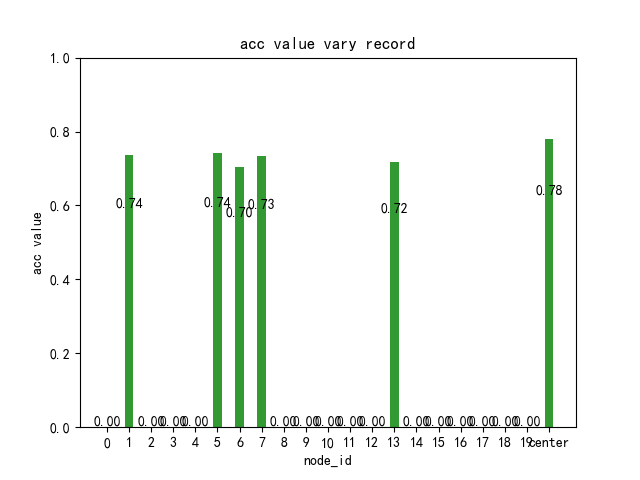 acc value vary record
1.0
0.8
0.6
0.4
0.2
0.0
acc value
0.00 0.74 0.00 0.00 0.00 0.74 0.70 0.73 0.00 0.00 0.00 0.00 0.00 0.72 0.00 0.00 0.00 0.00 0.00 0.00 0.78
0 1 2 3 4 5 6 7 8 9 10 11 12 13 14 15 16 17 18 19 center
node_id